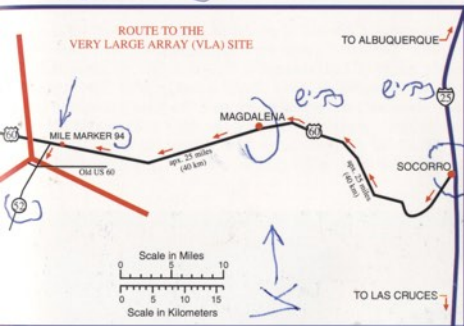 ROUTE TO THE
VERY LARGE ARRAY (VLA) SITE
TO ALBUQUERQUE
25
MAGDALENA
60
60
MILE MARKER 94
Old US 60
apx. 25 miles
(40 km)
apx. 25 miles
(40 km)
SOCORRO
52
Scale in Miles
0 5 10
0 5 10 15
Scale in Kilometers
TO LAS CRUCES